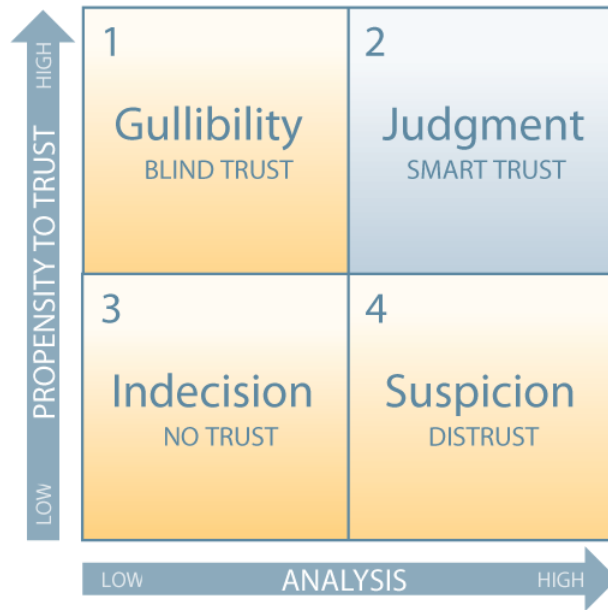 HIGH
PROPENSITY TO TRUST
LOW
1
Gullibility
BLIND TRUST
2
Judgment
SMART TRUST
3
Indecision
NO TRUST
4
Suspicion
DISTRUST
LOW
ANALYSIS
HIGH